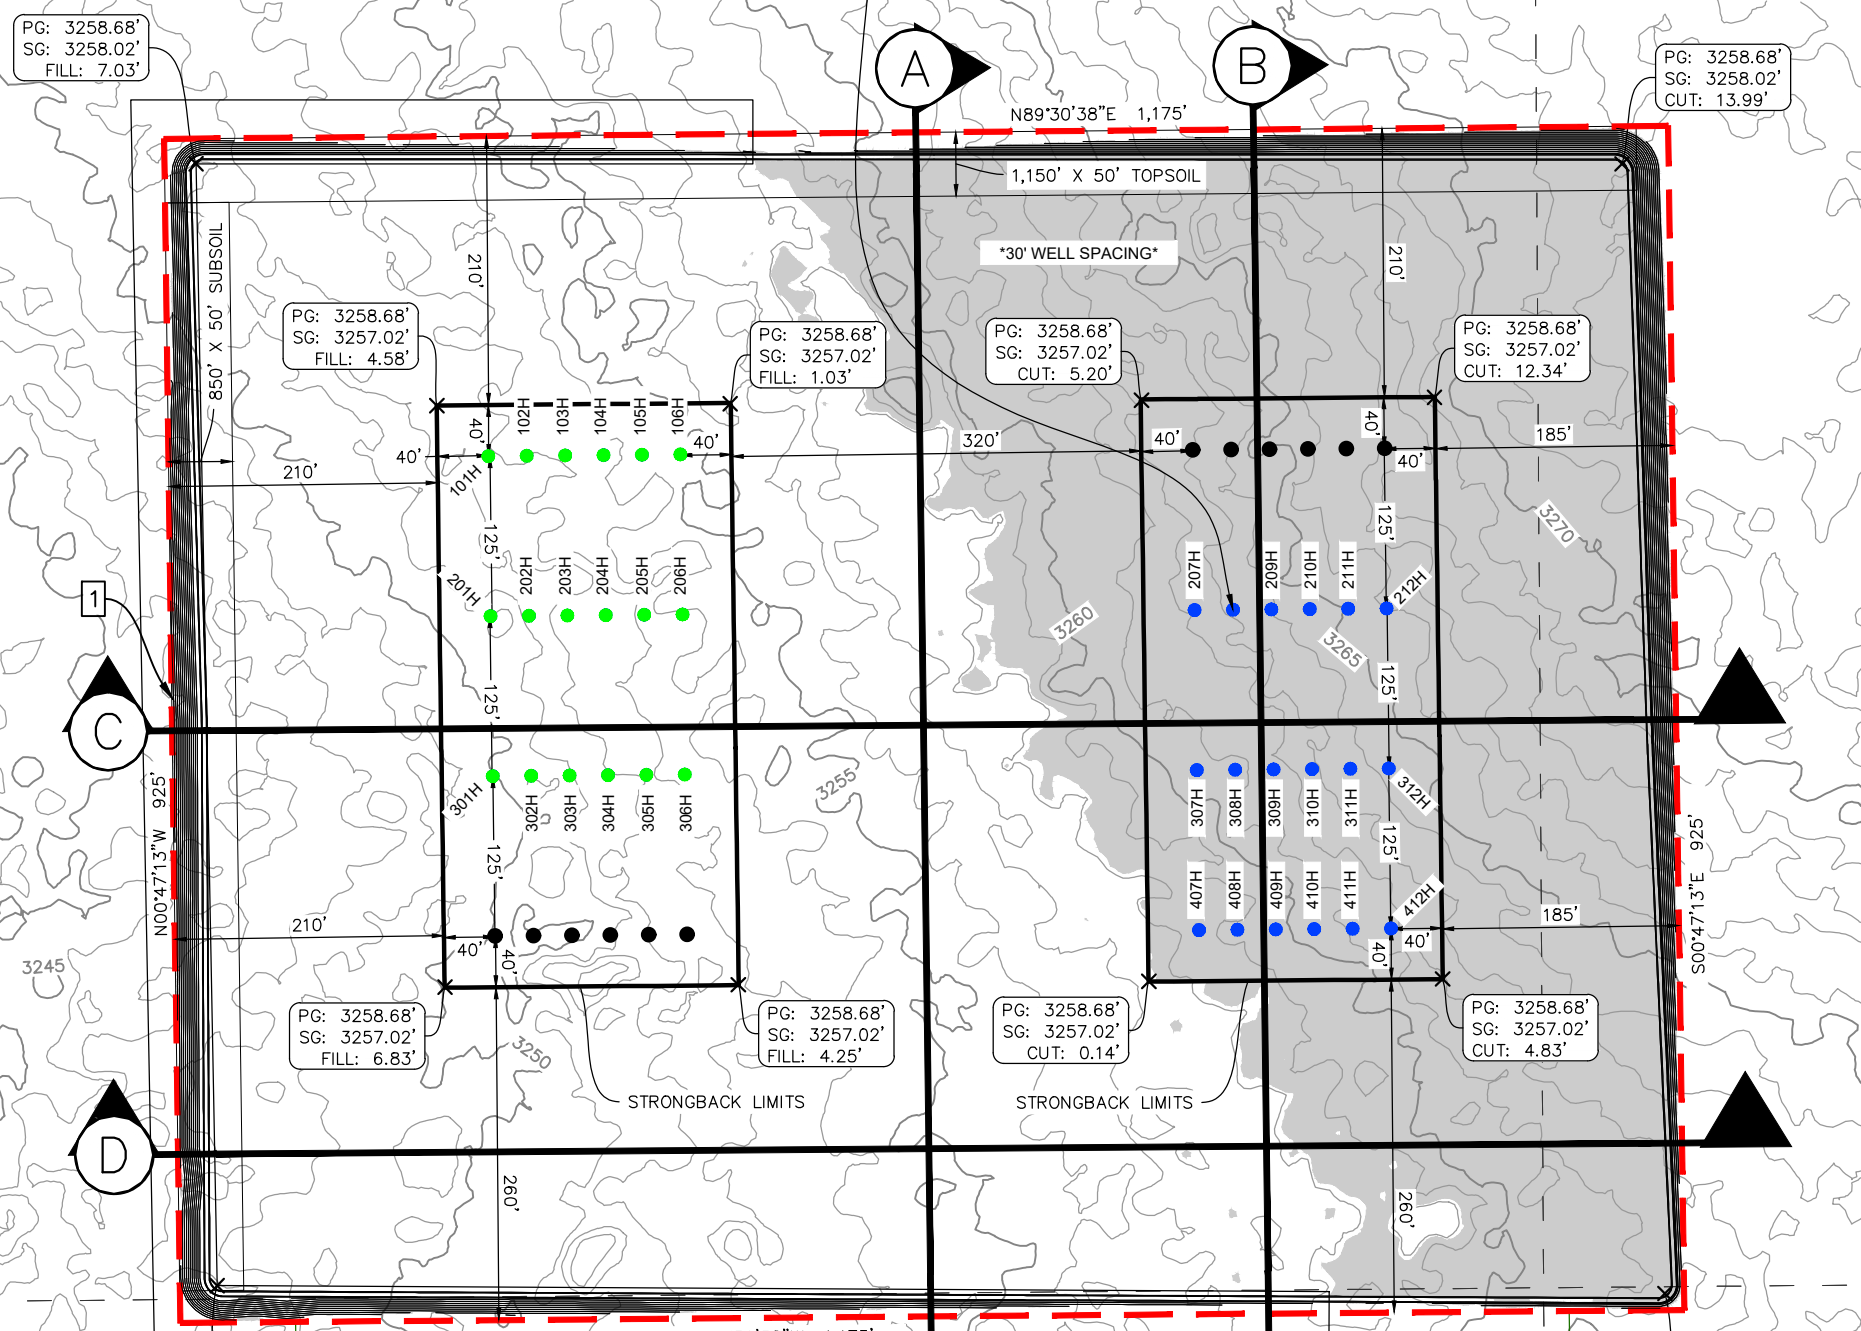 PG: 3258.68'
SG: 3258.02'
FILL: 7.03'
A
B
PG: 3258.68'
SG: 3258.02'
CUT: 13.99'
N89°30'38"E 1,175'
1,150' X 50' TOPSOIL
*30' WELL SPACING*
850' X 50' SUBSOIL
210'
210'
PG: 3258.68'
SG: 3257.02'
FILL: 4.58'
PG: 3258.68'
SG: 3257.02'
FILL: 1.03'
PG: 3258.68'
SG: 3257.02'
CUT: 5.20'
PG: 3258.68'
SG: 3257.02'
CUT: 12.34'
40'
102H
103H
104H
105H
106H
40'
40'
101H
210'
320'
40'
40'
40'
185'
125'
125'
3270
201H
202H
203H
204H
205H
206H
207H
209H
210H
211H
212H
1
3260
3265
125'
125'
C
3255
301H
302H
303H
304H
305H
306H
307H
308H
309H
310H
311H
312H
N00°47'13"W 925'
S00°47'13"E 925'
125'
125'
407H
408H
409H
410H
411H
412H
210'
40'
40'
40'
40'
185'
3245
PG: 3258.68'
SG: 3257.02'
FILL: 6.83'
3250
PG: 3258.68'
SG: 3257.02'
FILL: 4.25'
PG: 3258.68'
SG: 3257.02'
CUT: 0.14'
PG: 3258.68'
SG: 3257.02'
CUT: 4.83'
STRONGBACK LIMITS
STRONGBACK LIMITS
D
260'
260'